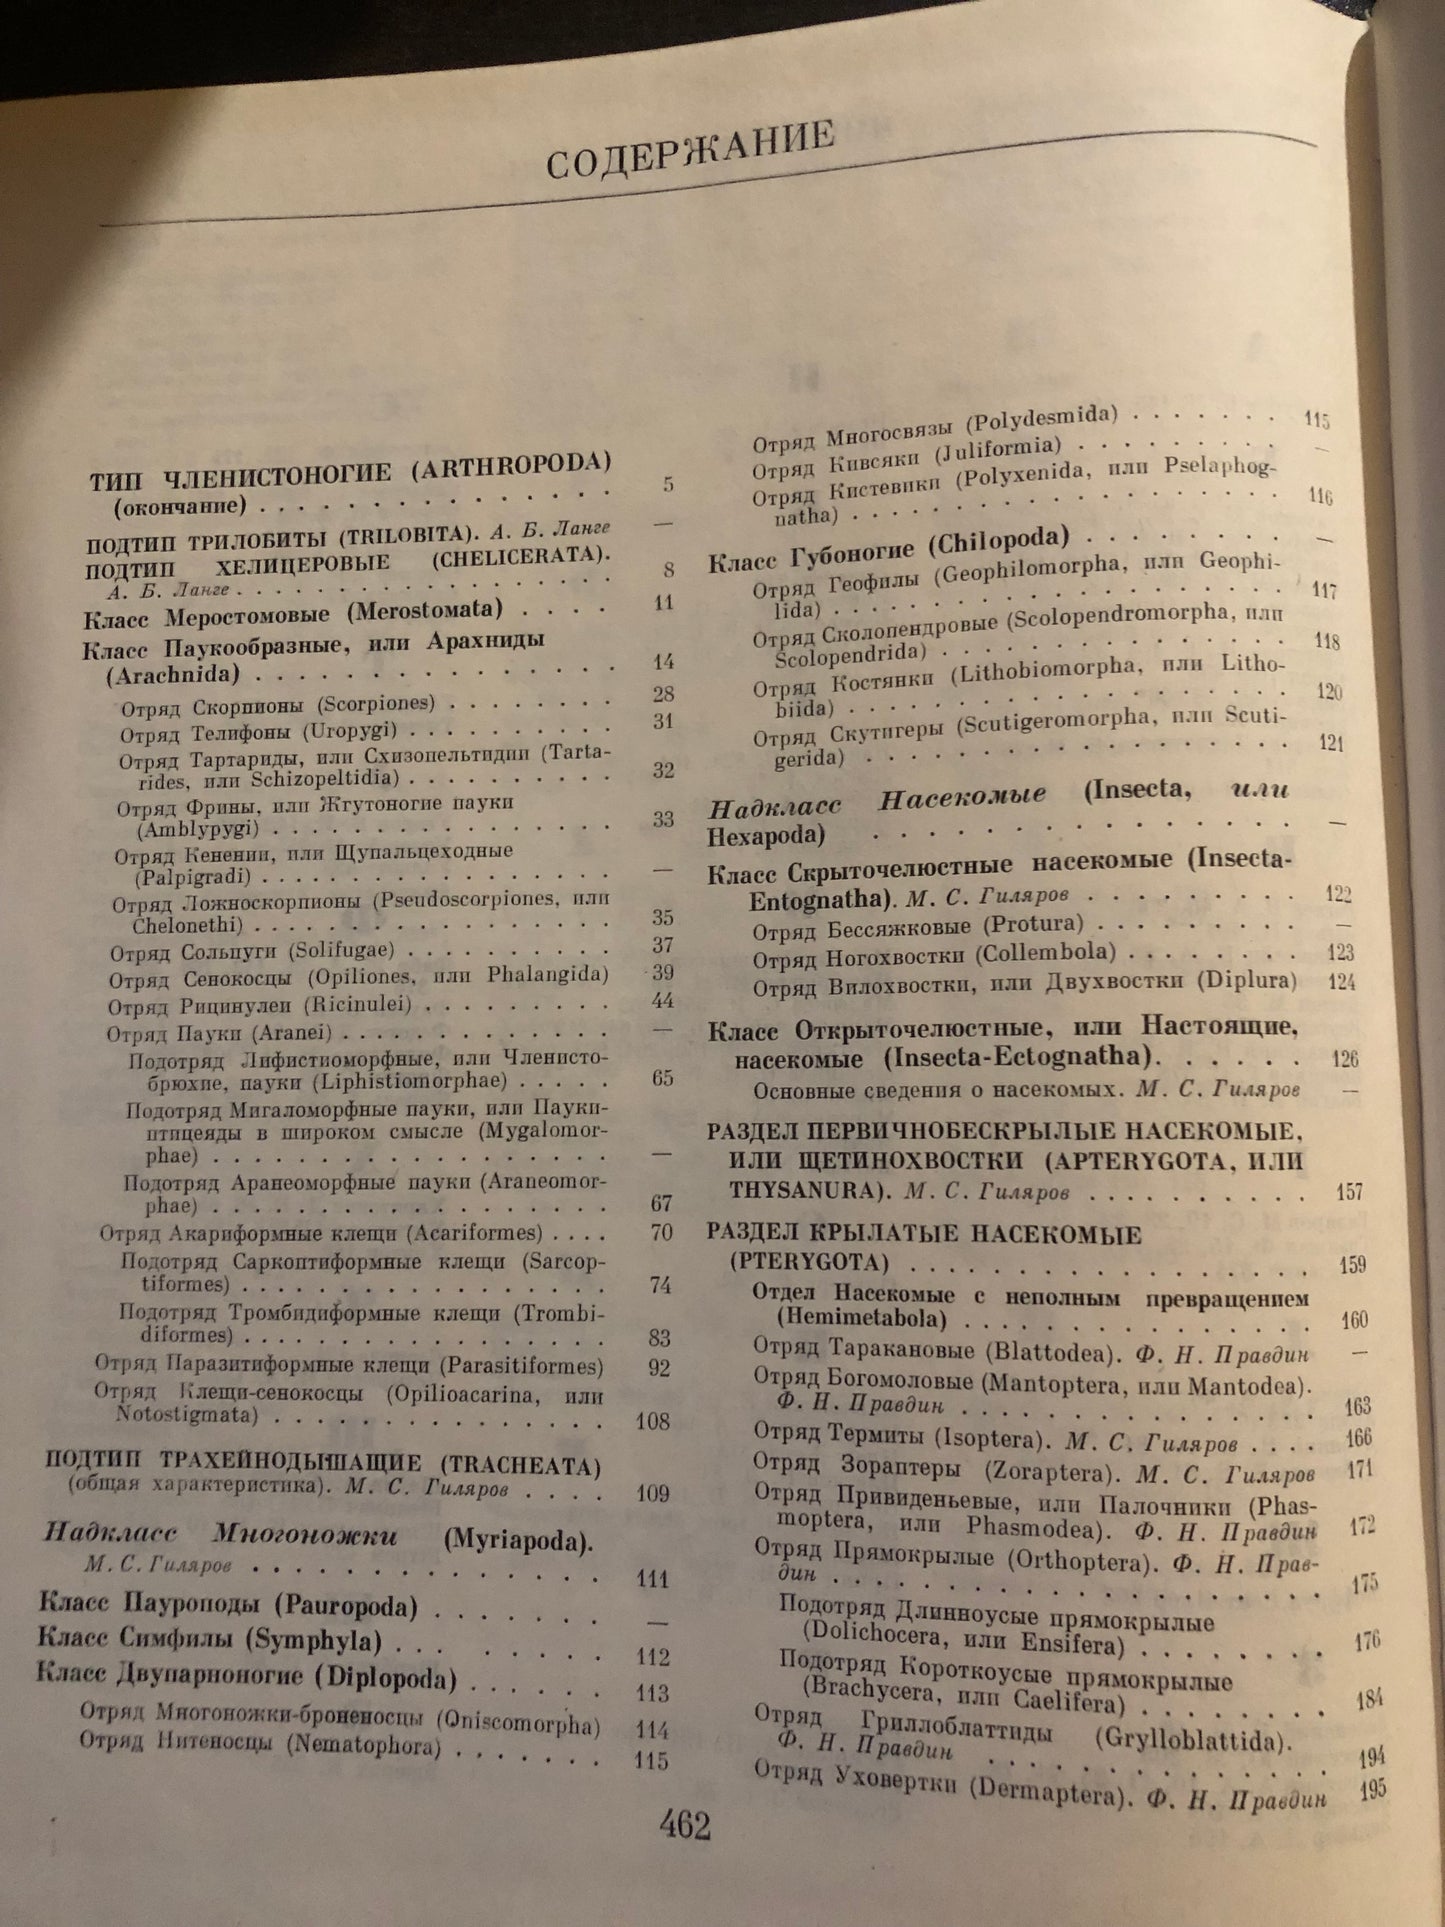 СОДЕРЖАНИЕ
ТИП ЧЛЕНИСТОНОГИЕ (ARTHROPODA)
(окончание) . . . . . . . . . . . 5
ПОДТИП ТРИЛОБИТЫ (TRILOBITA). А. Б. Ланге —
ПОДТИП ХЕЛИЦЕРОВЫЕ (CHELICERATA).
А. Б. Ланге . . . . . . . . . . . . 8
Класс Меростомовые (Merostomata) . . . . 11
Класс Паукообразные, или Арахниды
(Arachnida) . . . . . . . . . . . . 14
Отряд Скорпионы (Scorpiones) . . . . . . . 28
Отряд Телифоны (Uropygi) . . . . . . . . . 31
Отряд Тартариды, или Схизопельтидии (Tarta-
rides, или Schizopeltidia) . . . . . . . . . 32
Отряд Фрины, или Жгутоногие пауки
(Amblypygi) . . . . . . . . . . . . . . . 33
Отряд Кенении, или Щупальцеходные
(Palpigradi) . . . . . . . . . . . . . . . —
Отряд Ложноскорпионы (Pseudoscorpiones, или
Chelonethi) . . . . . . . . . . . . . . . . 35
Отряд Сольпуги (Solifugae) . . . . . . . . . 37
Отряд Сенокосцы (Opiliones, или Phalangida) 39
Отряд Рицинулеи (Ricinulei) . . . . . . . . 44
Отряд Пауки (Aranei) . . . . . . . . . . . . —
Подотряд Лифистиоморфные, или Членисто-
брюхие, пауки (Liphistiomorphae) . . . . . 65
Подотряд Мигаломорфные пауки, или Пауки-
птицеяды в широком смысле (Mygalomor-
phae) . . . . . . . . . . . . . . . . . . —
Подотряд Аранеоморфные пауки (Araneomor-
phae) . . . . . . . . . . . . . . . . . . 67
Отряд Акариформные клещи (Acariformes) . . . . 70
Подотряд Саркоптиформные клещи (Sarcop-
tiformes) . . . . . . . . . . . . . . . . 74
Подотряд Тромбидиформные клещи (Trombi-
diformes) . . . . . . . . . . . . . . . . 83
Отряд Паразитиформные клещи (Parasitiformes) 92
Отряд Клещи-сенокосцы (Opilioacarina, или
Notostigmata) . . . . . . . . . . . . . . . 108
ПОДТИП ТРАХЕЙНОДЫШАЩИЕ (TRACHEATA)
(общая характеристика). М. С. Гиляров . . . . 109
Надкласс Многоножки (Myriapoda).
М. С. Гиляров . . . . . . . . . . . . . . 111
Класс Пауроподы (Pauropoda) . . . . . . . —
Класс Симфилы (Symphyla) . . . . . . . . 112
Класс Двупарноногие (Diplopoda) . . . . . . 113
Отряд Многоножки-броненосцы (Oniscomorpha) 114
Отряд Нитеносцы (Nematophora) . . . . . . . 115
Отряд Многосвязы (Polydesmida) . . . . . . . 115
Отряд Кивсяки (Juliformia) . . . . . . . . . —
Отряд Кистевики (Polyxenida, или Pselaphog-
natha) . . . . . . . . . . . . . . . . . . 116
Класс Губоногие (Chilopoda) . . . . . . . . —
Отряд Геофилы (Geophilomorpha, или Geophi-
lida) . . . . . . . . . . . . . . . . . . . 117
Отряд Сколопендровые (Scolopendromorpha, или
Scolopendrida) . . . . . . . . . . . . . . 118
Отряд Костянки (Lithobiomorpha, или Litho-
biida) . . . . . . . . . . . . . . . . . . 120
Отряд Скутигеры (Scutigeromorpha, или Scuti-
gerida) . . . . . . . . . . . . . . . . . 121
Надкласс Насекомые (Insecta, или
Hexapoda) . . . . . . . . . . . . . . . —
Класс Скрыточелюстные насекомые (Insecta-
Entognatha). М. С. Гиляров . . . . . . . . . 122
Отряд Бессяжковые (Protura) . . . . . . . . —
Отряд Ногохвостки (Collembola) . . . . . . . . 123
Отряд Вилохвостки, или Двухвостки (Diplura) 124
Класс Открыточелюстные, или Настоящие,
насекомые (Insecta-Ectognatha). . . . . . 126
Основные сведения о насекомых. М. С. Гиляров —
РАЗДЕЛ ПЕРВИЧНОБЕСКРЫЛЫЕ НАСЕКОМЫЕ,
ИЛИ ЩЕТИНОХВОСТКИ (APTERYGOTA, ИЛИ
THYSANURA). М. С. Гиляров . . . . . . . . . . 157
РАЗДЕЛ КРЫЛАТЫЕ НАСЕКОМЫЕ
(PTERYGOTA) . . . . . . . . . . . . . . . . 159
Отдел Насекомые с неполным превращением
(Hemimetabola) . . . . . . . . . . . . . . 160
Отряд Таракановые (Blattodea). Ф. Н. Правдин —
Отряд Богомоловые (Mantoptera, или Mantodea).
Ф. Н. Правдин . . . . . . . . . . . . . . 163
Отряд Термиты (Isoptera). М. С. Гиляров . . . . 166
Отряд Зораптеры (Zoraptera). М. С. Гиляров 171
Отряд Привиденьевые, или Палочники (Phas-
moptera, или Phasmodea). Ф. Н. Правдин 172
Отряд Прямокрылые (Orthoptera). Ф. Н. Прав-
дин . . . . . . . . . . . . . . . . . . . 175
Подотряд Длинноусые прямокрылые
(Dolichocera, или Ensifera) . . . . . . . . 176
Подотряд Короткоусые прямокрылые
(Brachycera, или Caelifera) . . . . . . . . 184
Отряд Гриллоблаттиды (Grylloblattida).
Ф. Н. Правдин . . . . . . . . . . . . . . 194
Отряд Уховертки (Dermaptera). Ф. Н. Правдин 195
462